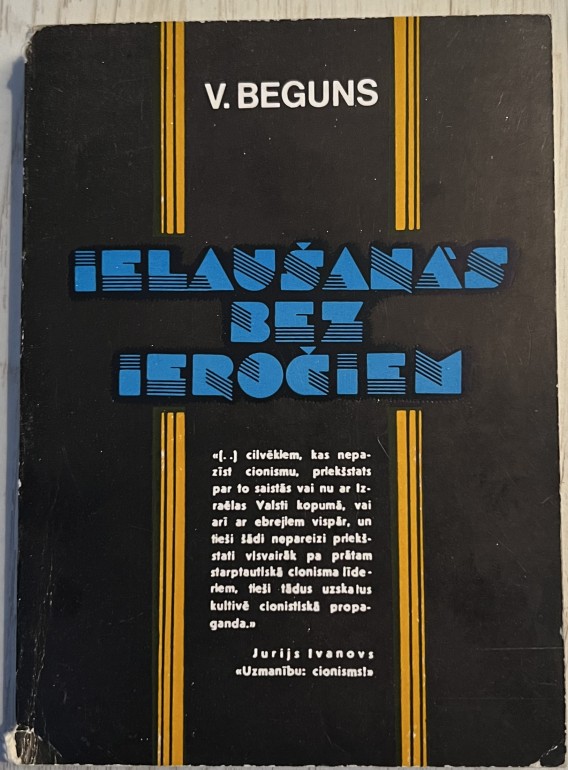 V. BEGUNS
IELAUŠANĀS
BEZ
IEROČIEM
«(. .) cilvēkiem, kas nepa-
zīst cionismu, priekšstats
par to saistās vai nu ar Iz-
raēlas Valsti kopumā, vai
arī ar ebrejiem vispār, un
tieši šādi nepareizi priekš-
stati visvairāk pa prātam
starptautiskā cionisma līde-
riem, tieši tādus uzskatus
kultivē cionistiskā propa-
ganda.»
Jurijs Ivanovs
«Uzmanību: cionisms!»